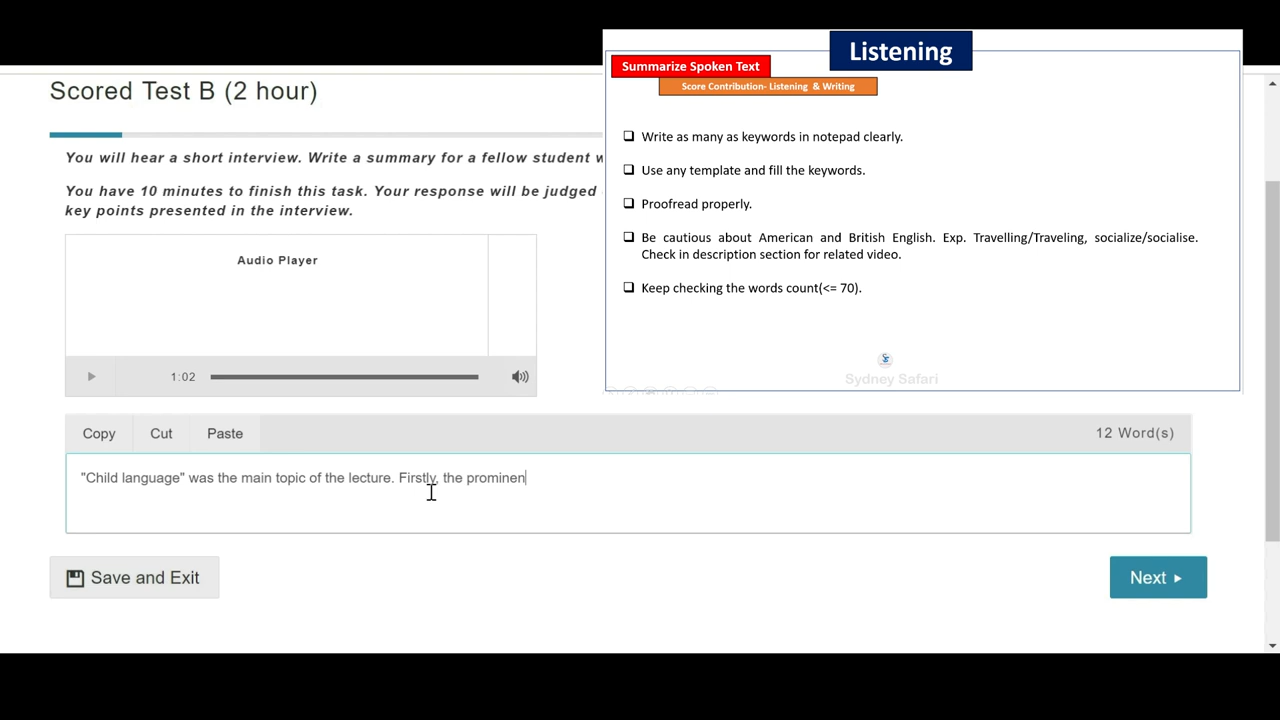 Listening
Summarize Spoken Text
Score Contribution- Listening & Writing
Scored Test B (2 hour)
You will hear a short interview. Write a summary for a fellow student w
You have 10 minutes to finish this task. Your response will be judged
key points presented in the interview.
Write as many as keywords in notepad clearly.
Use any template and fill the keywords.
Proofread properly.
Be cautious about American and British English. Exp. Travelling/Traveling, socialize/socialise.
Check in description section for related video.
Keep checking the words count(<= 70).
Sydney Safari
Audio Player
1:02
Copy Cut Paste 12 Word(s)
"Child language" was the main topic of the lecture. Firstly, the prominen
Save and Exit
Next